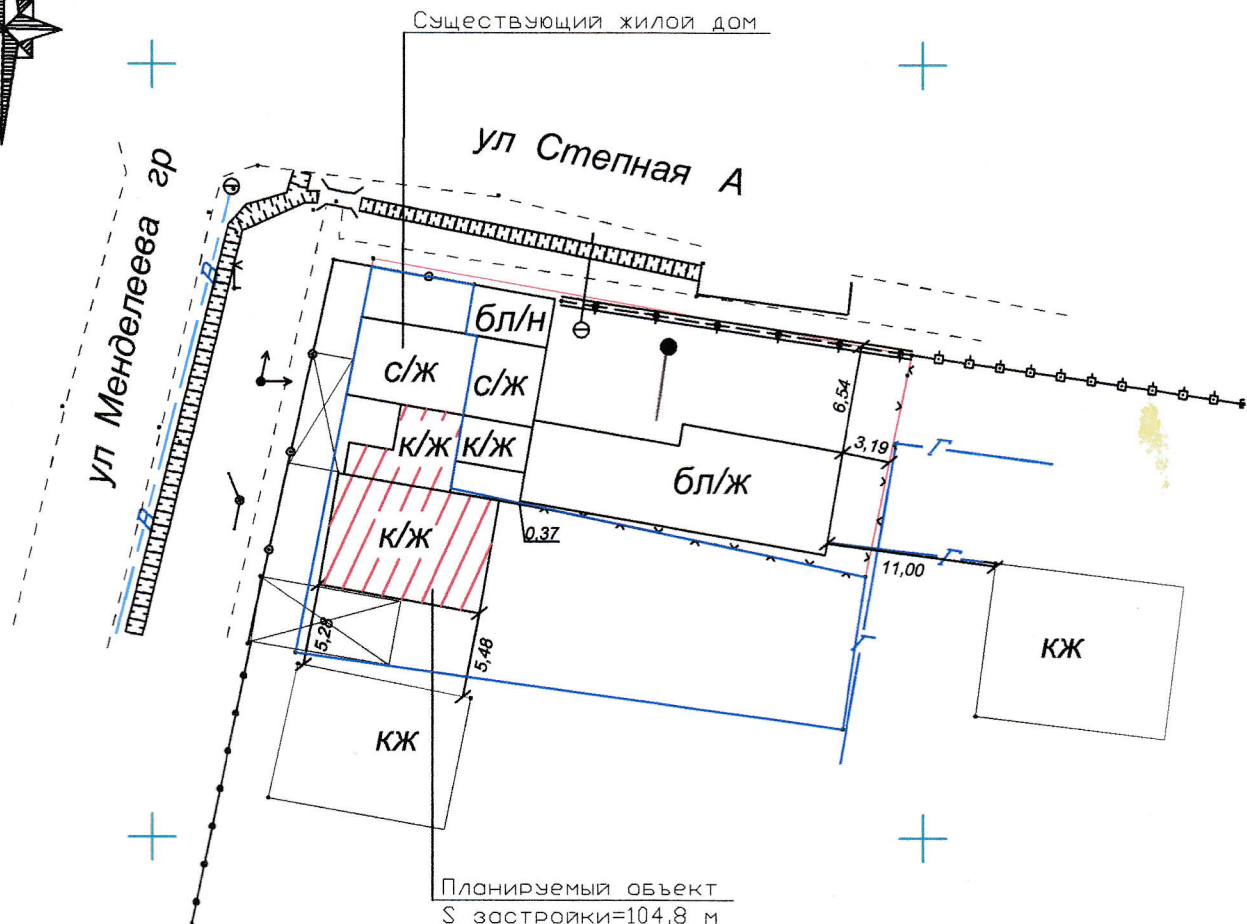 Существующий жилой дом
ул Степная А
ул Менделеева гр
В
бл/н
с/ж
с/ж
6,54
к/ж
к/ж
3,19
Г
бл/ж
к/ж
0,37
Г
11,00
В
5,28
5,48
Г
кж
кж
Планируемый объект
S застройки=104,8 м